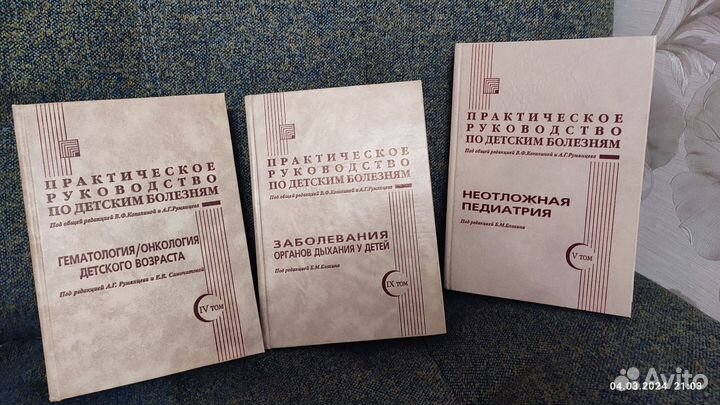 ПРАКТИЧЕСКОЕ
РУКОВОДСТВО
ПО ДЕТСКИМ БОЛЕЗНЯМ
Под общей редакцией В.Ф.Коколиной и А.Г.Румянцева
ГЕМАТОЛОГИЯ/ОНКОЛОГИЯ
ДЕТСКОГО ВОЗРАСТА
Под редакцией А.Г. Румянцева и Е.В. Самочатовой
IV ТОМ
ПРАКТИЧЕСКОЕ
РУКОВОДСТВО
ПО ДЕТСКИМ БОЛЕЗНЯМ
Под общей редакцией В.Ф.Коколиной и А.Г.Румянцева
ЗАБОЛЕВАНИЯ
ОРГАНОВ ДЫХАНИЯ У ДЕТЕЙ
Под редакцией Б.М.Блохина
IX ТОМ
ПРАКТИЧЕСКОЕ
РУКОВОДСТВО
ПО ДЕТСКИМ БОЛЕЗНЯМ
Под общей редакцией В.Ф.Коколиной и А.Г.Румянцева
НЕОТЛОЖНАЯ
ПЕДИАТРИЯ
Под редакцией Б.М.Блохина
V ТОМ
Avito
04.03.2024 21:03